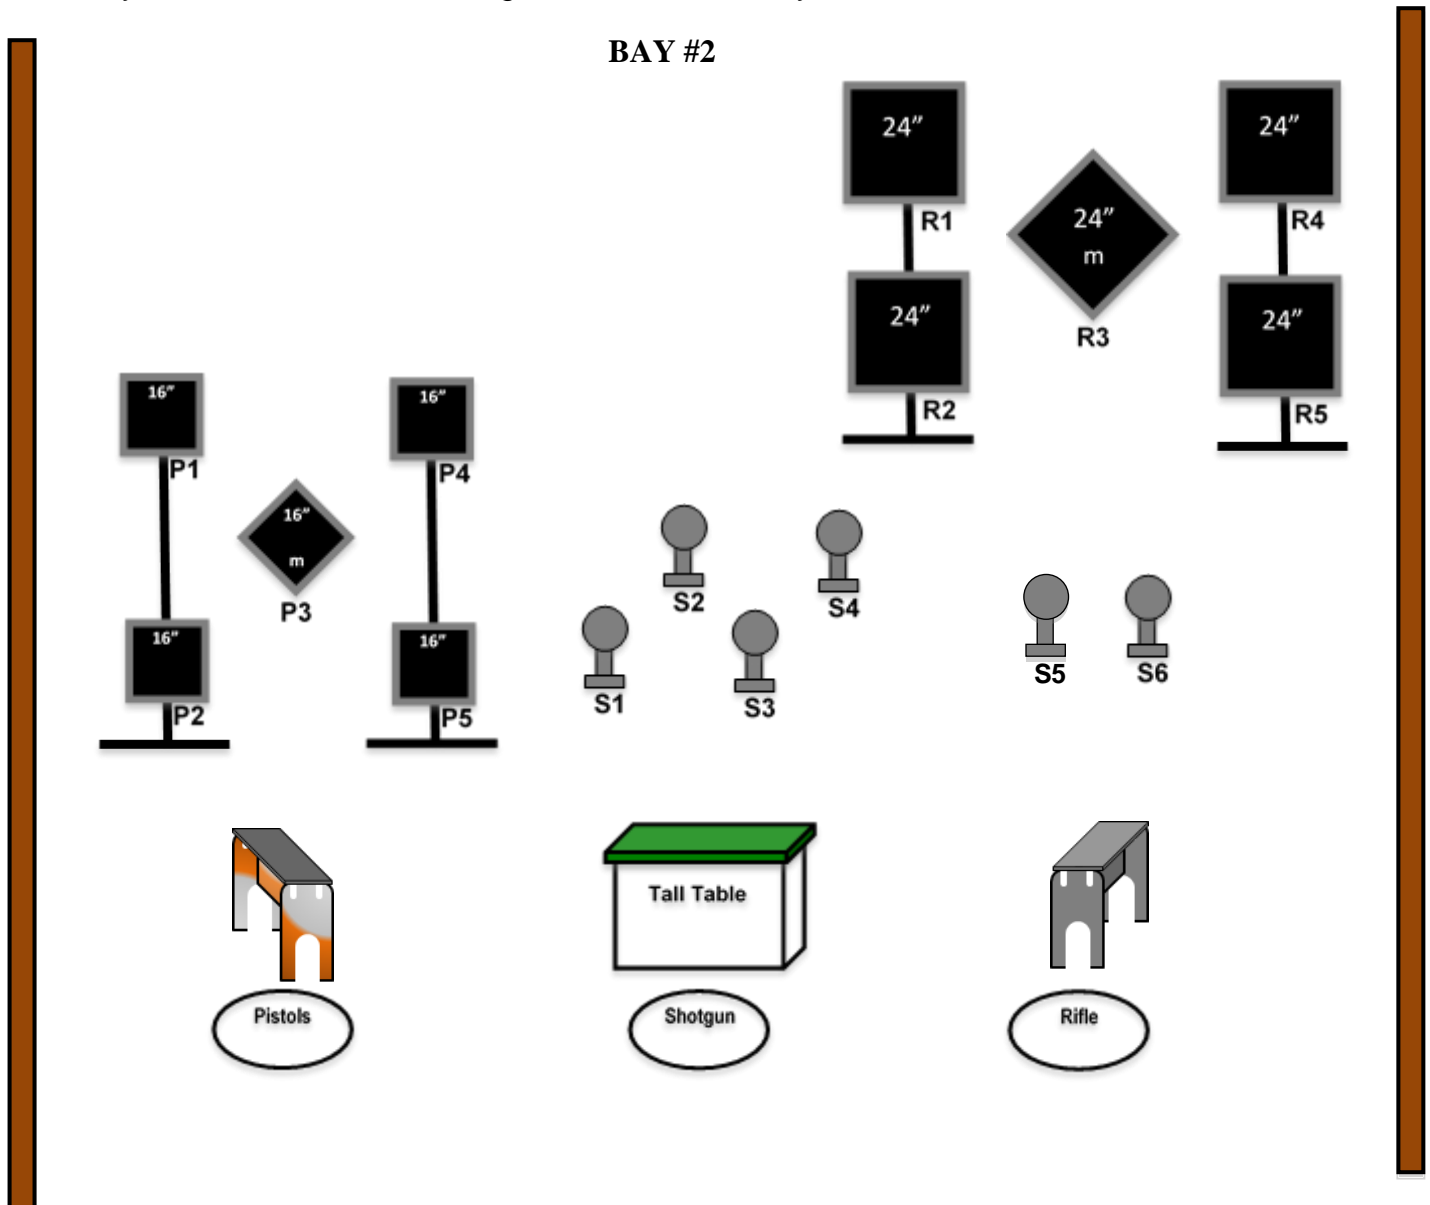 BAY #2
24”
24”
R1
R4
24”
m
24”
24”
R3
R2
R5
16”
16”
P1
P4
16”
m
P3
S2
S4
16”
16”
S5
S6
S1
S3
P2
P5
Tall Table
Pistols
Shotgun
Rifle